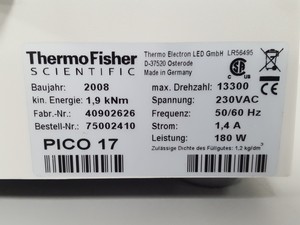 ThermoFisher
SCIENTIFIC
Thermo Electron LED GmbH LR56495
D-37520 Osterode
Made in Germany
Baujahr: 2008
kin. Energie: 1,9 kNm
Fabr.-Nr.: 40902626
Bestell-Nr.: 75002410
PICO 17
max. Drehzahl: 13300
Spannung: 230VAC
Frequenz: 50/60 Hz
Strom: 1,4 A
Leistung: 180 W
Zulässige Dichte des Füllgutes: 1,2 kg/dm³